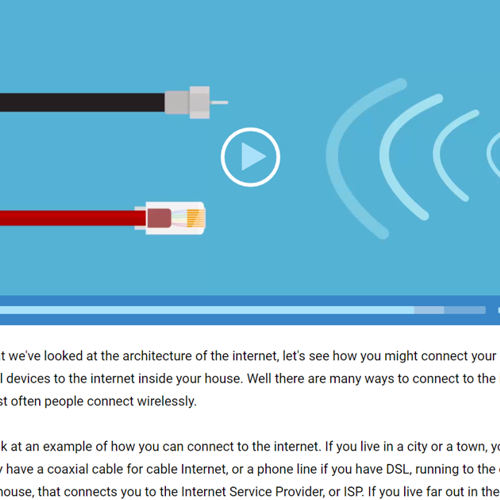 we've looked at the architecture of the internet, let's see how you might connect your
devices to the internet inside your house. Well there are many ways to connect to the
often people connect wirelessly.
at an example of how you can connect to the internet. If you live in a city or a town,
have a coaxial cable for cable Internet, or a phone line if you have DSL, running to the
house, that connects you to the Internet Service Provider, or ISP. If you live far out in the